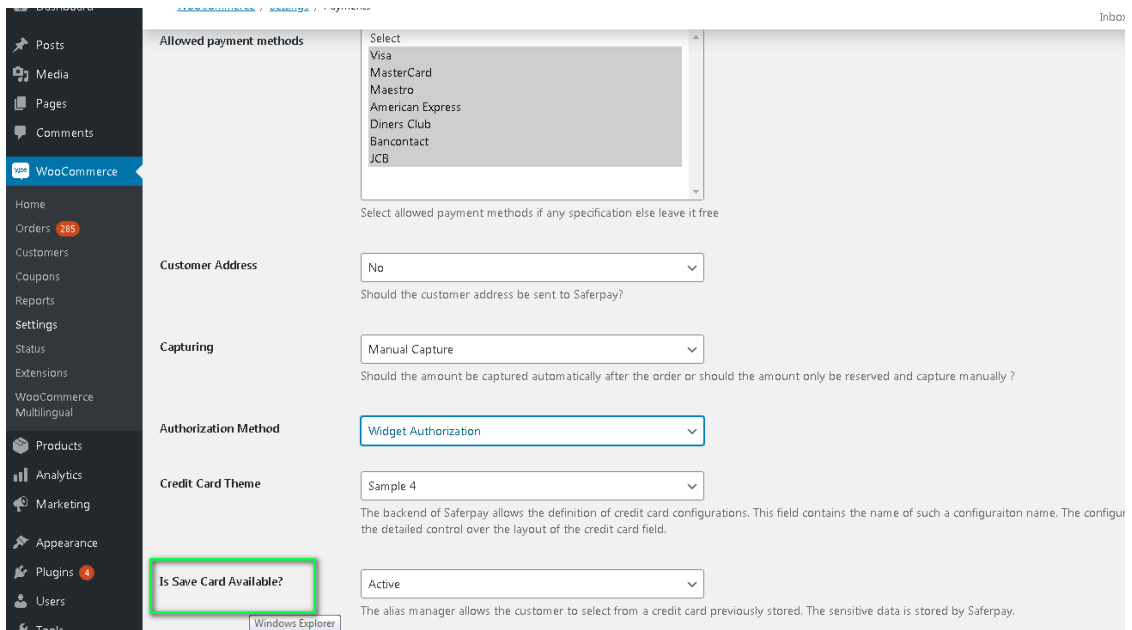 Dashboard
WooCommerce / Settings / Payments
Inbox
Posts
Media
Pages
Comments
WooCommerce
Home
Orders 285
Customers
Coupons
Reports
Settings
Status
Extensions
WooCommerce
Multilingual
Products
Analytics
Marketing
Appearance
Plugins 4
Users
Tools
Allowed payment methods
Select
Visa
MasterCard
Maestro
American Express
Diners Club
Bancontact
JCB
Select allowed payment methods if any specification else leave it free
Customer Address
No
Should the customer address be sent to Saferpay?
Capturing
Manual Capture
Should the amount be captured automatically after the order or should the amount only be reserved and capture manually ?
Authorization Method
Widget Authorization
Credit Card Theme
Sample 4
The backend of Saferpay allows the definition of credit card configurations. This field contains the name of such a configuraiton name. The configur
the detailed control over the layout of the credit card field.
Is Save Card Available?
Active
The alias manager allows the customer to select from a credit card previously stored. The sensitive data is stored by Saferpay.
Windows Explorer